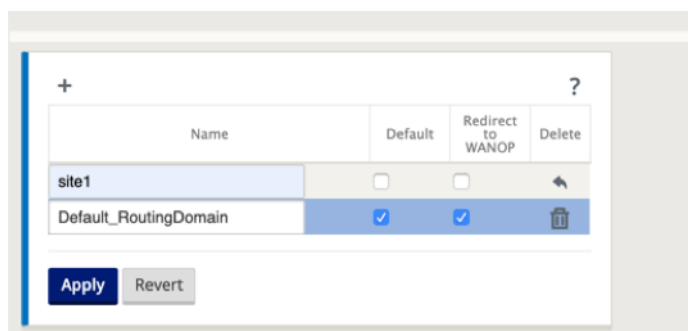 + ?
Name Default Redirect to WANOP Delete
site1
Default_RoutingDomain
Apply Revert